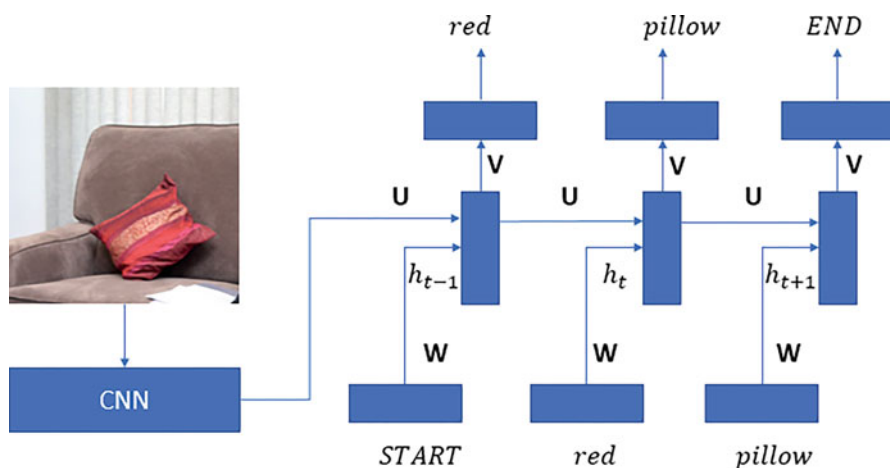 red pillow END
V V V
U U U
h_{t-1} h_t h_{t+1}
W W W
CNN
START red pillow